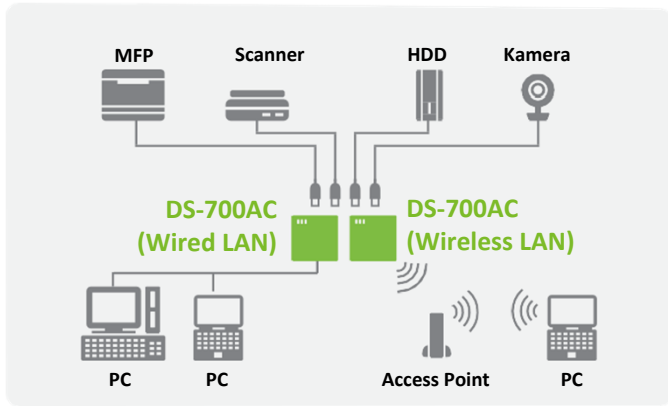 MFP
Scanner
HDD
Kamera
DS-700AC
(Wired LAN)
DS-700AC
(Wireless LAN)
PC
PC
Access Point
PC